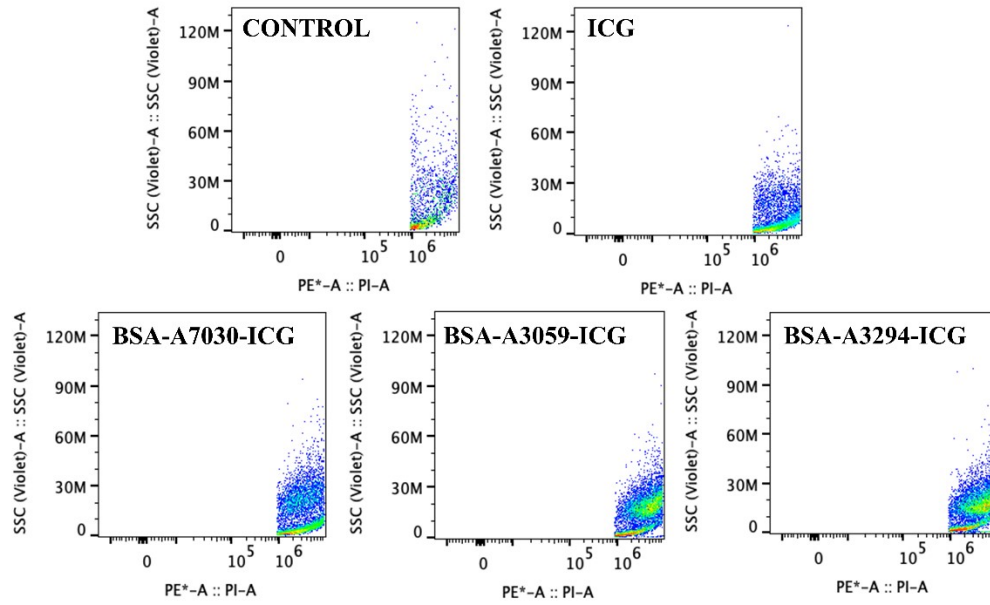 CONTROL
SSC (Violet)-A :: SSC (Violet)-A
120M
90M
60M
30M
0
0 10^5 10^6
PE*-A :: PI-A
ICG
SSC (Violet)-A :: SSC (Violet)-A
120M
90M
60M
30M
0
0 10^5 10^6
PE*-A :: PI-A
BSA-A7030-ICG
SSC (Violet)-A :: SSC (Violet)-A
120M
90M
60M
30M
0
0 10^5 10^6
PE*-A :: PI-A
BSA-A3059-ICG
SSC (Violet)-A :: SSC (Violet)-A
120M
90M
60M
30M
0
0 10^5 10^6
PE*-A :: PI-A
BSA-A3294-ICG
SSC (Violet)-A :: SSC (Violet)-A
120M
90M
60M
30M
0
0 10^5 10^6
PE*-A :: PI-A